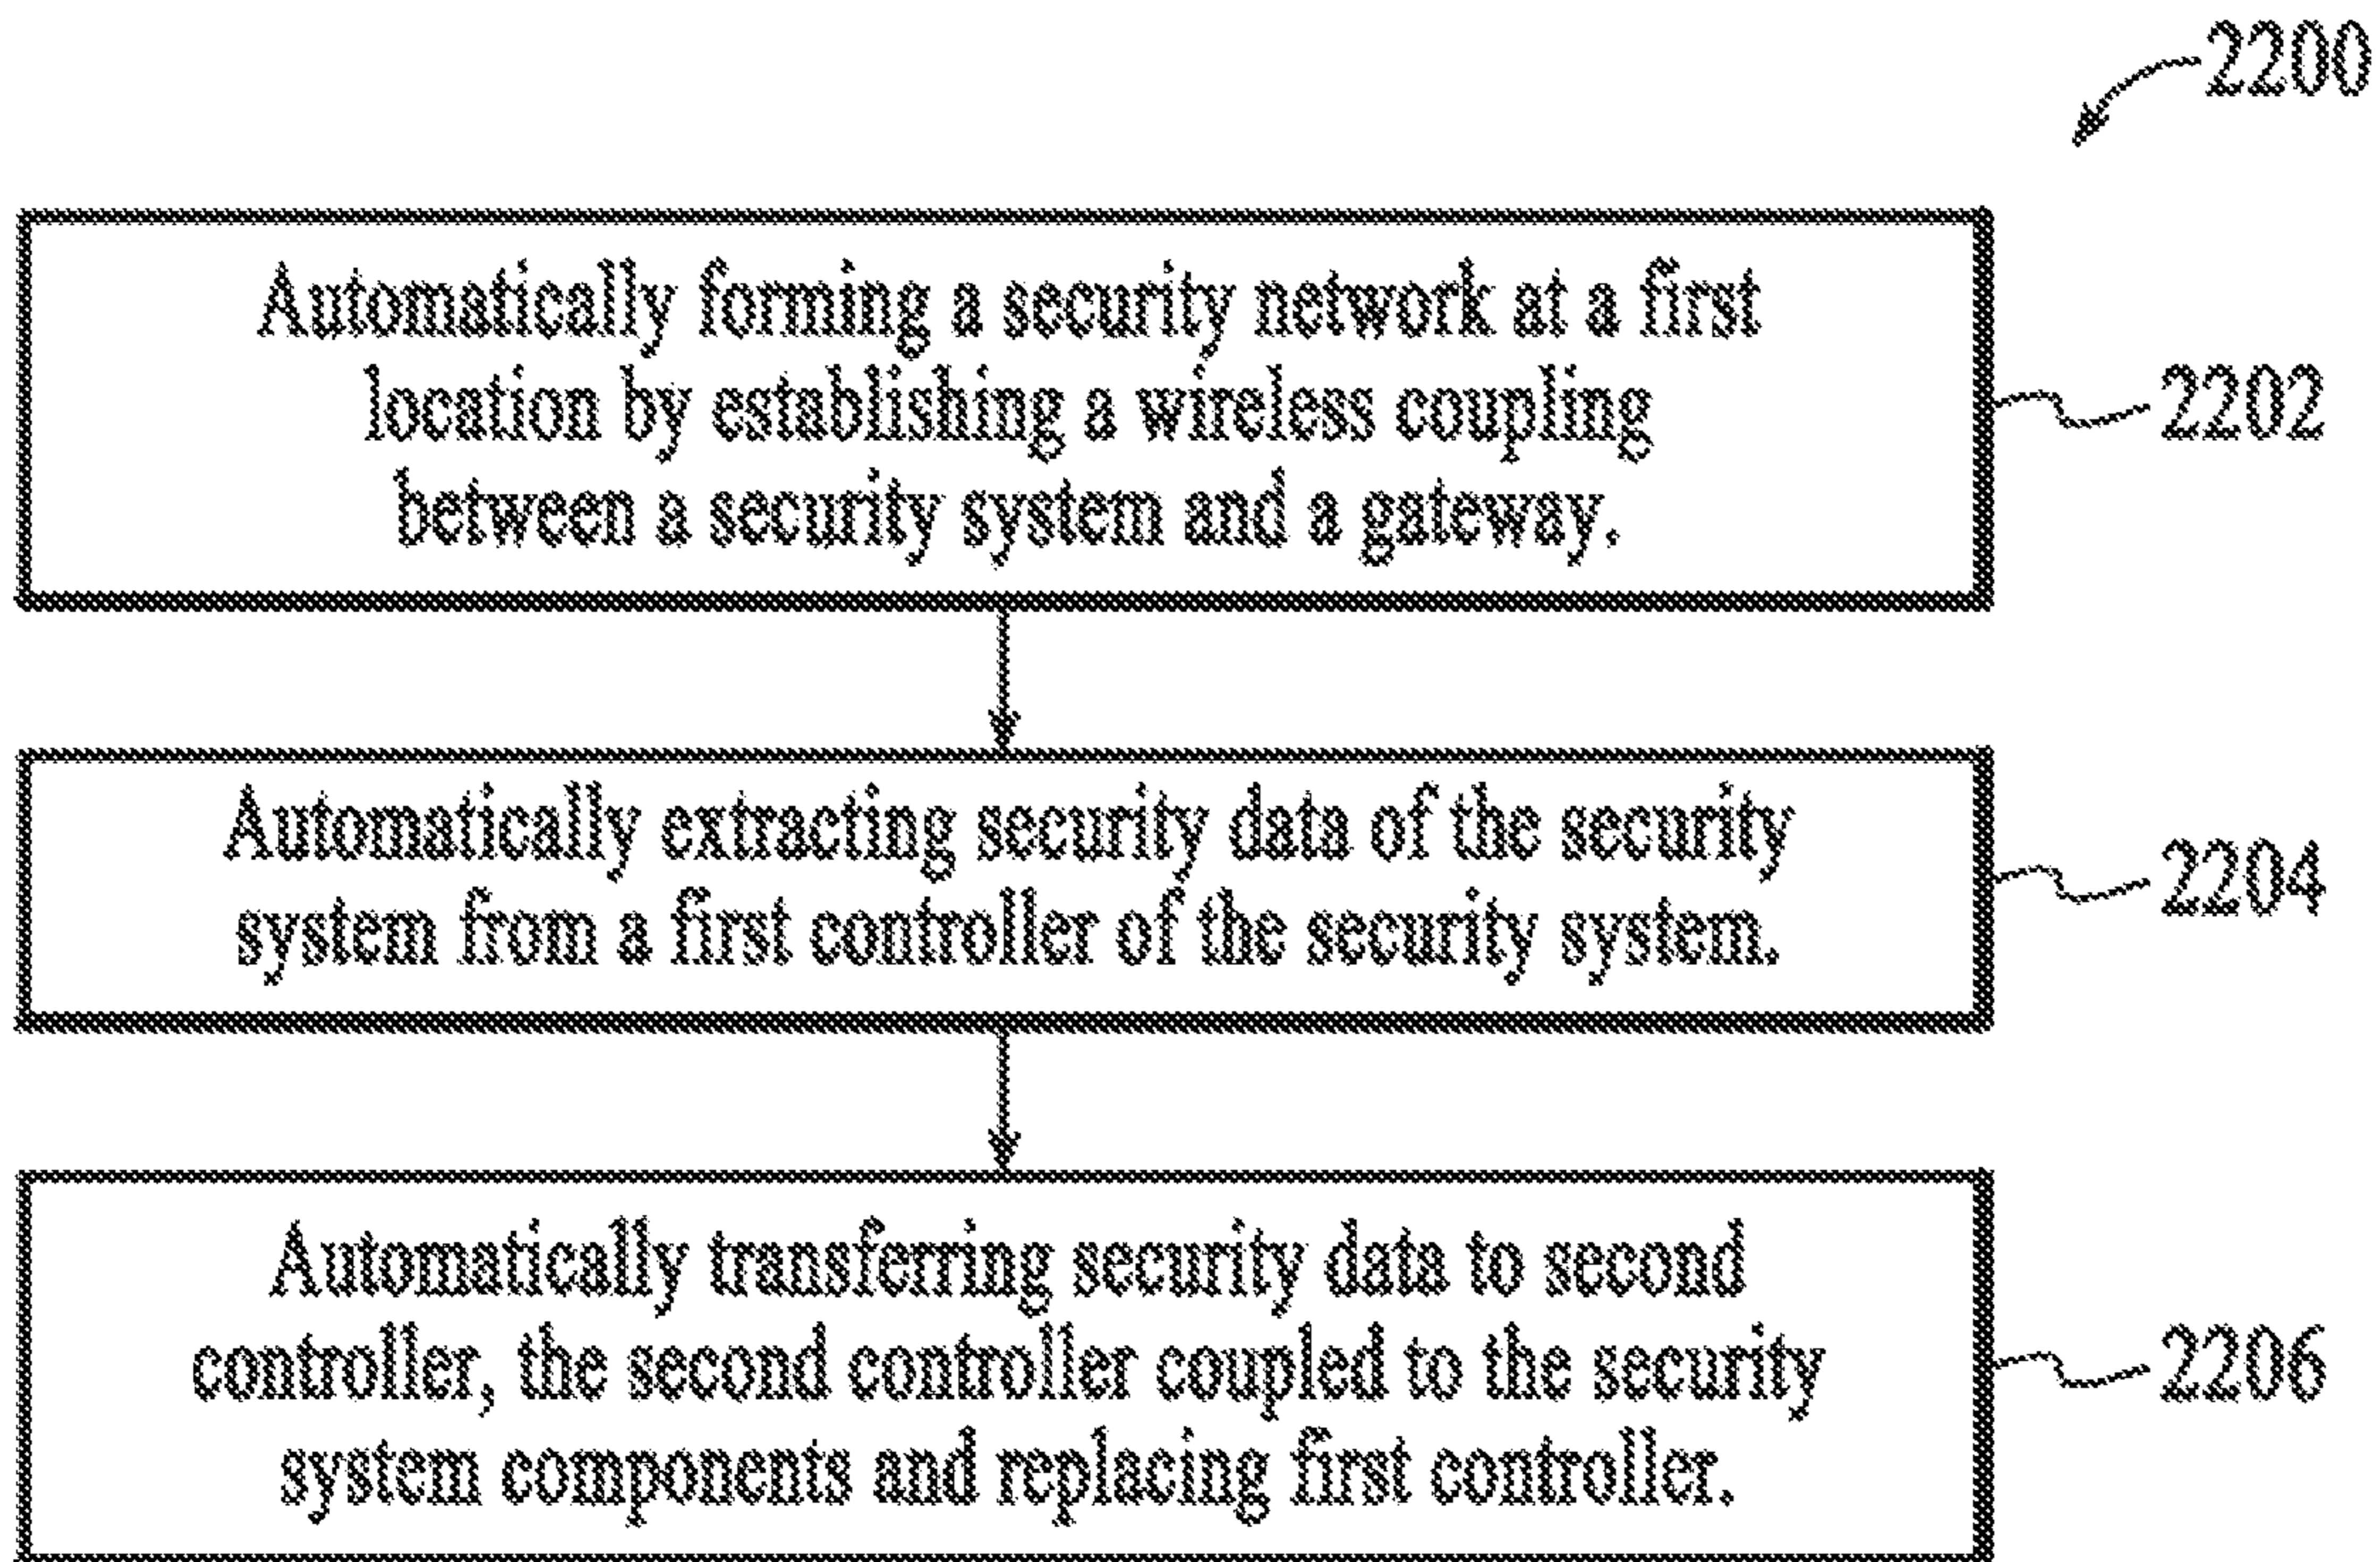 2200
Automatically forming a security network at a first
location by establishing a wireless coupling
between a security system and a gateway.
2202
Automatically extracting security data of the security
system from a first controller of the security system.
2204
Automatically transferring security data to second
controller, the second controller coupled to the security
system components and replacing first controller.
2206